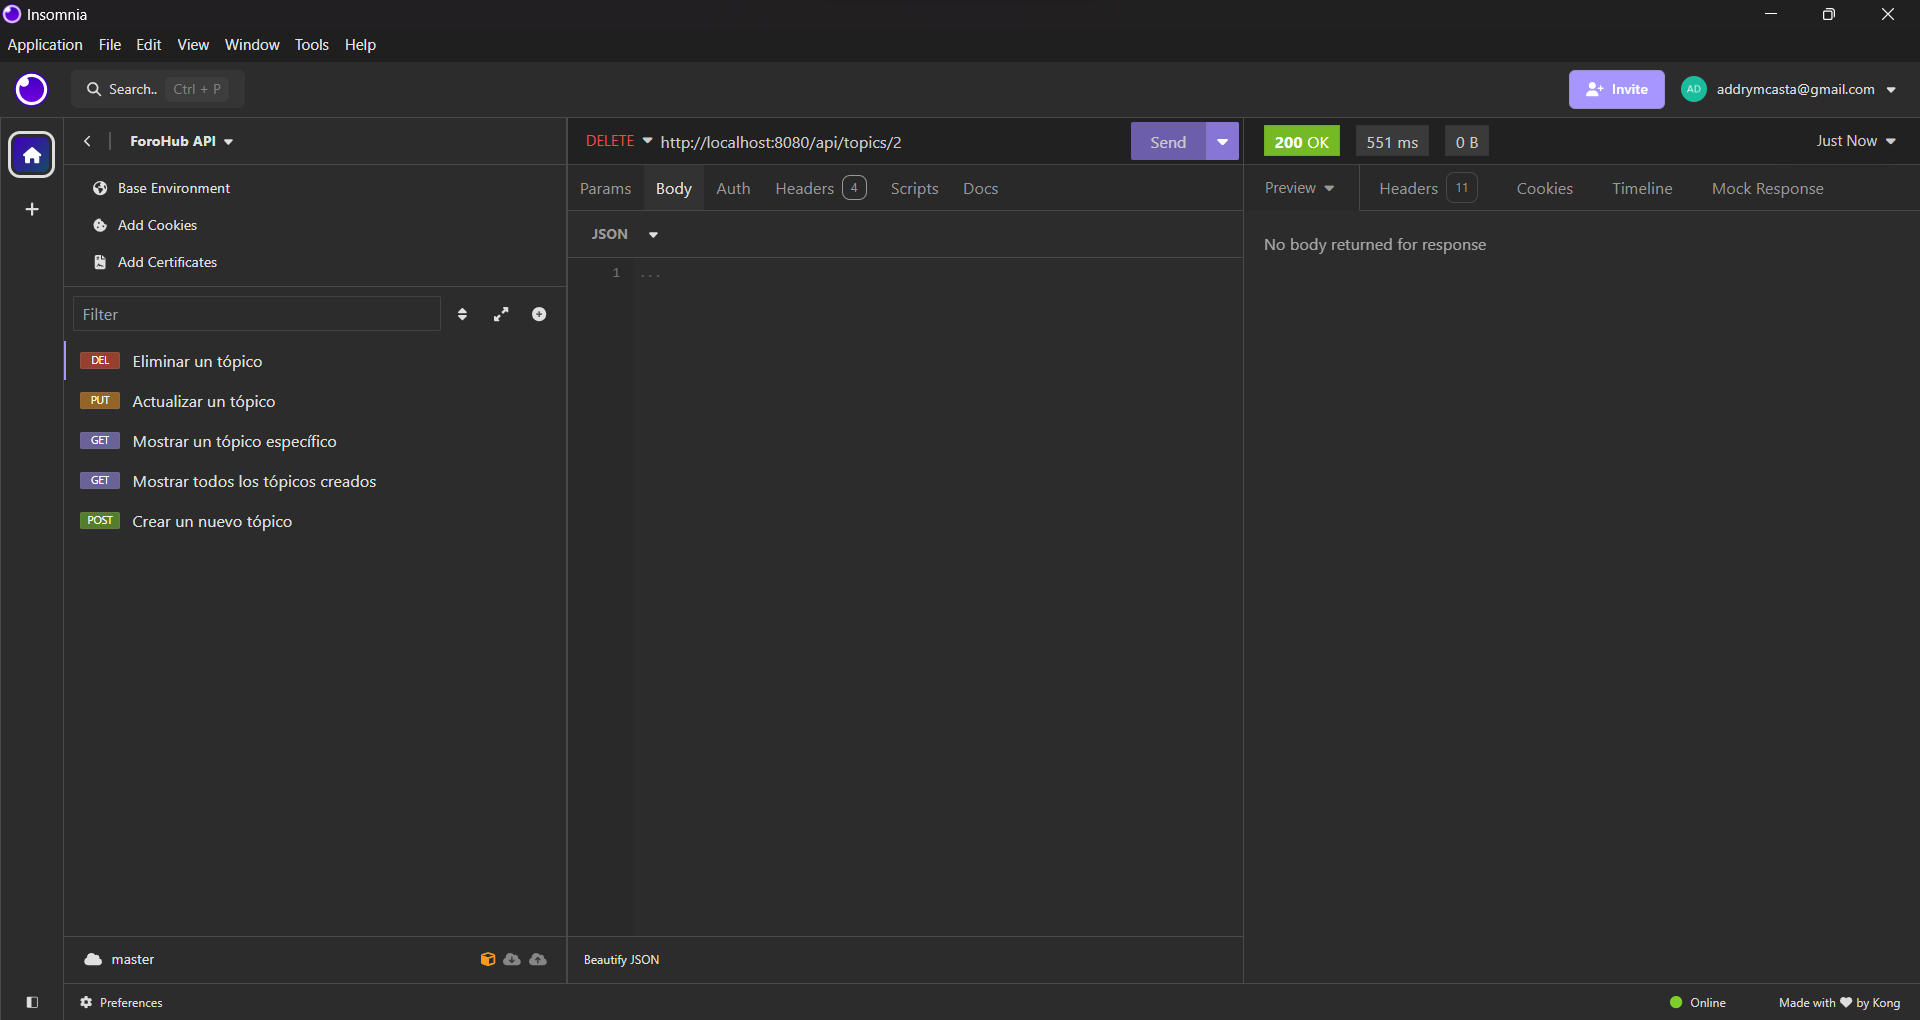 Insomnia
Application File Edit View Window Tools Help
Search.. Ctrl + P
Invite
AD addrymcasta@gmail.com
ForoHub API
DELETE http://localhost:8080/api/topics/2
Send
200 OK 551 ms 0 B
Just Now
Base Environment
Add Cookies
Add Certificates
Params Body Auth Headers 4 Scripts Docs
Preview Headers 11 Cookies Timeline Mock Response
JSON
1 ...
No body returned for response
Filter
DEL Eliminar un tópico
PUT Actualizar un tópico
GET Mostrar un tópico específico
GET Mostrar todos los tópicos creados
POST Crear un nuevo tópico
master
Beautify JSON
Preferences
Online
Made with ♥ by Kong